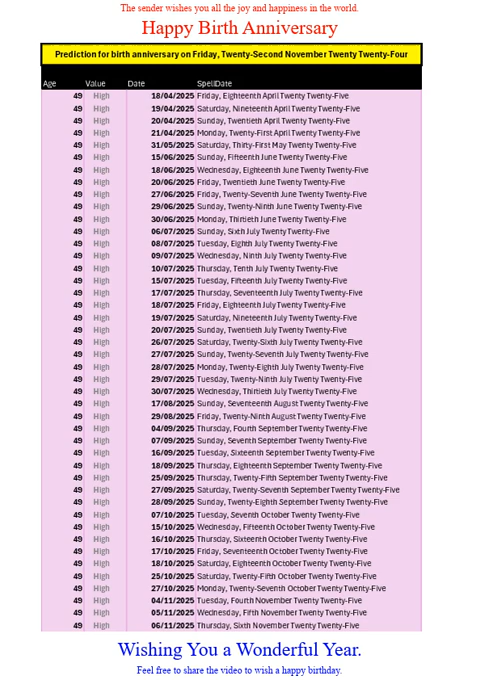 The sender wishes you all the joy and happiness in the world.
Happy Birth Anniversary
Prediction for birth anniversary on Friday, Twenty-Second November Twenty Twenty-Four
Age Value Date SpellDate
49 High 18/04/2025 Friday, Eighteenth April Twenty Twenty-Five
49 High 19/04/2025 Saturday, Nineteenth April Twenty Twenty-Five
49 High 20/04/2025 Sunday, Twentieth April Twenty Twenty-Five
49 High 21/04/2025 Monday, Twenty-First April Twenty Twenty-Five
49 High 31/05/2025 Saturday, Thirty-First May Twenty Twenty-Five
49 High 15/06/2025 Sunday, Fifteenth June Twenty Twenty-Five
49 High 18/06/2025 Wednesday, Eighteenth June Twenty Twenty-Five
49 High 20/06/2025 Friday, Twentieth June Twenty Twenty-Five
49 High 27/06/2025 Friday, Twenty-Seventh June Twenty Twenty-Five
49 High 29/06/2025 Sunday, Twenty-Ninth June Twenty Twenty-Five
49 High 30/06/2025 Monday, Thirtieth June Twenty Twenty-Five
49 High 06/07/2025 Sunday, Sixth July Twenty Twenty-Five
49 High 08/07/2025 Tuesday, Eighth July Twenty Twenty-Five
49 High 09/07/2025 Wednesday, Ninth July Twenty Twenty-Five
49 High 10/07/2025 Thursday, Tenth July Twenty Twenty-Five
49 High 15/07/2025 Tuesday, Fifteenth July Twenty Twenty-Five
49 High 17/07/2025 Thursday, Seventeenth July Twenty Twenty-Five
49 High 18/07/2025 Friday, Eighteenth July Twenty Twenty-Five
49 High 19/07/2025 Saturday, Nineteenth July Twenty Twenty-Five
49 High 20/07/2025 Sunday, Twentieth July Twenty Twenty-Five
49 High 26/07/2025 Saturday, Twenty-Sixth July Twenty Twenty-Five
49 High 27/07/2025 Sunday, Twenty-Seventh July Twenty Twenty-Five
49 High 28/07/2025 Monday, Twenty-Eighth July Twenty Twenty-Five
49 High 29/07/2025 Tuesday, Twenty-Ninth July Twenty Twenty-Five
49 High 30/07/2025 Wednesday, Thirtieth July Twenty Twenty-Five
49 High 17/08/2025 Sunday, Seventeenth August Twenty Twenty-Five
49 High 29/08/2025 Friday, Twenty-Ninth August Twenty Twenty-Five
49 High 04/09/2025 Thursday, Fourth September Twenty Twenty-Five
49 High 07/09/2025 Sunday, Seventh September Twenty Twenty-Five
49 High 16/09/2025 Tuesday, Sixteenth September Twenty Twenty-Five
49 High 18/09/2025 Thursday, Eighteenth September Twenty Twenty-Five
49 High 25/09/2025 Thursday, Twenty-Fifth September Twenty Twenty-Five
49 High 27/09/2025 Saturday, Twenty-Seventh September Twenty Twenty-Five
49 High 28/09/2025 Sunday, Twenty-Eighth September Twenty Twenty-Five
49 High 07/10/2025 Tuesday, Seventh October Twenty Twenty-Five
49 High 15/10/2025 Wednesday, Fifteenth October Twenty Twenty-Five
49 High 16/10/2025 Thursday, Sixteenth October Twenty Twenty-Five
49 High 17/10/2025 Friday, Seventeenth October Twenty Twenty-Five
49 High 18/10/2025 Saturday, Eighteenth October Twenty Twenty-Five
49 High 25/10/2025 Saturday, Twenty-Fifth October Twenty Twenty-Five
49 High 27/10/2025 Monday, Twenty-Seventh October Twenty Twenty-Five
49 High 04/11/2025 Tuesday, Fourth November Twenty Twenty-Five
49 High 05/11/2025 Wednesday, Fifth November Twenty Twenty-Five
49 High 06/11/2025 Thursday, Sixth November Twenty Twenty-Five
Wishing You a Wonderful Year.
Feel free to share the video to wish a happy birthday.